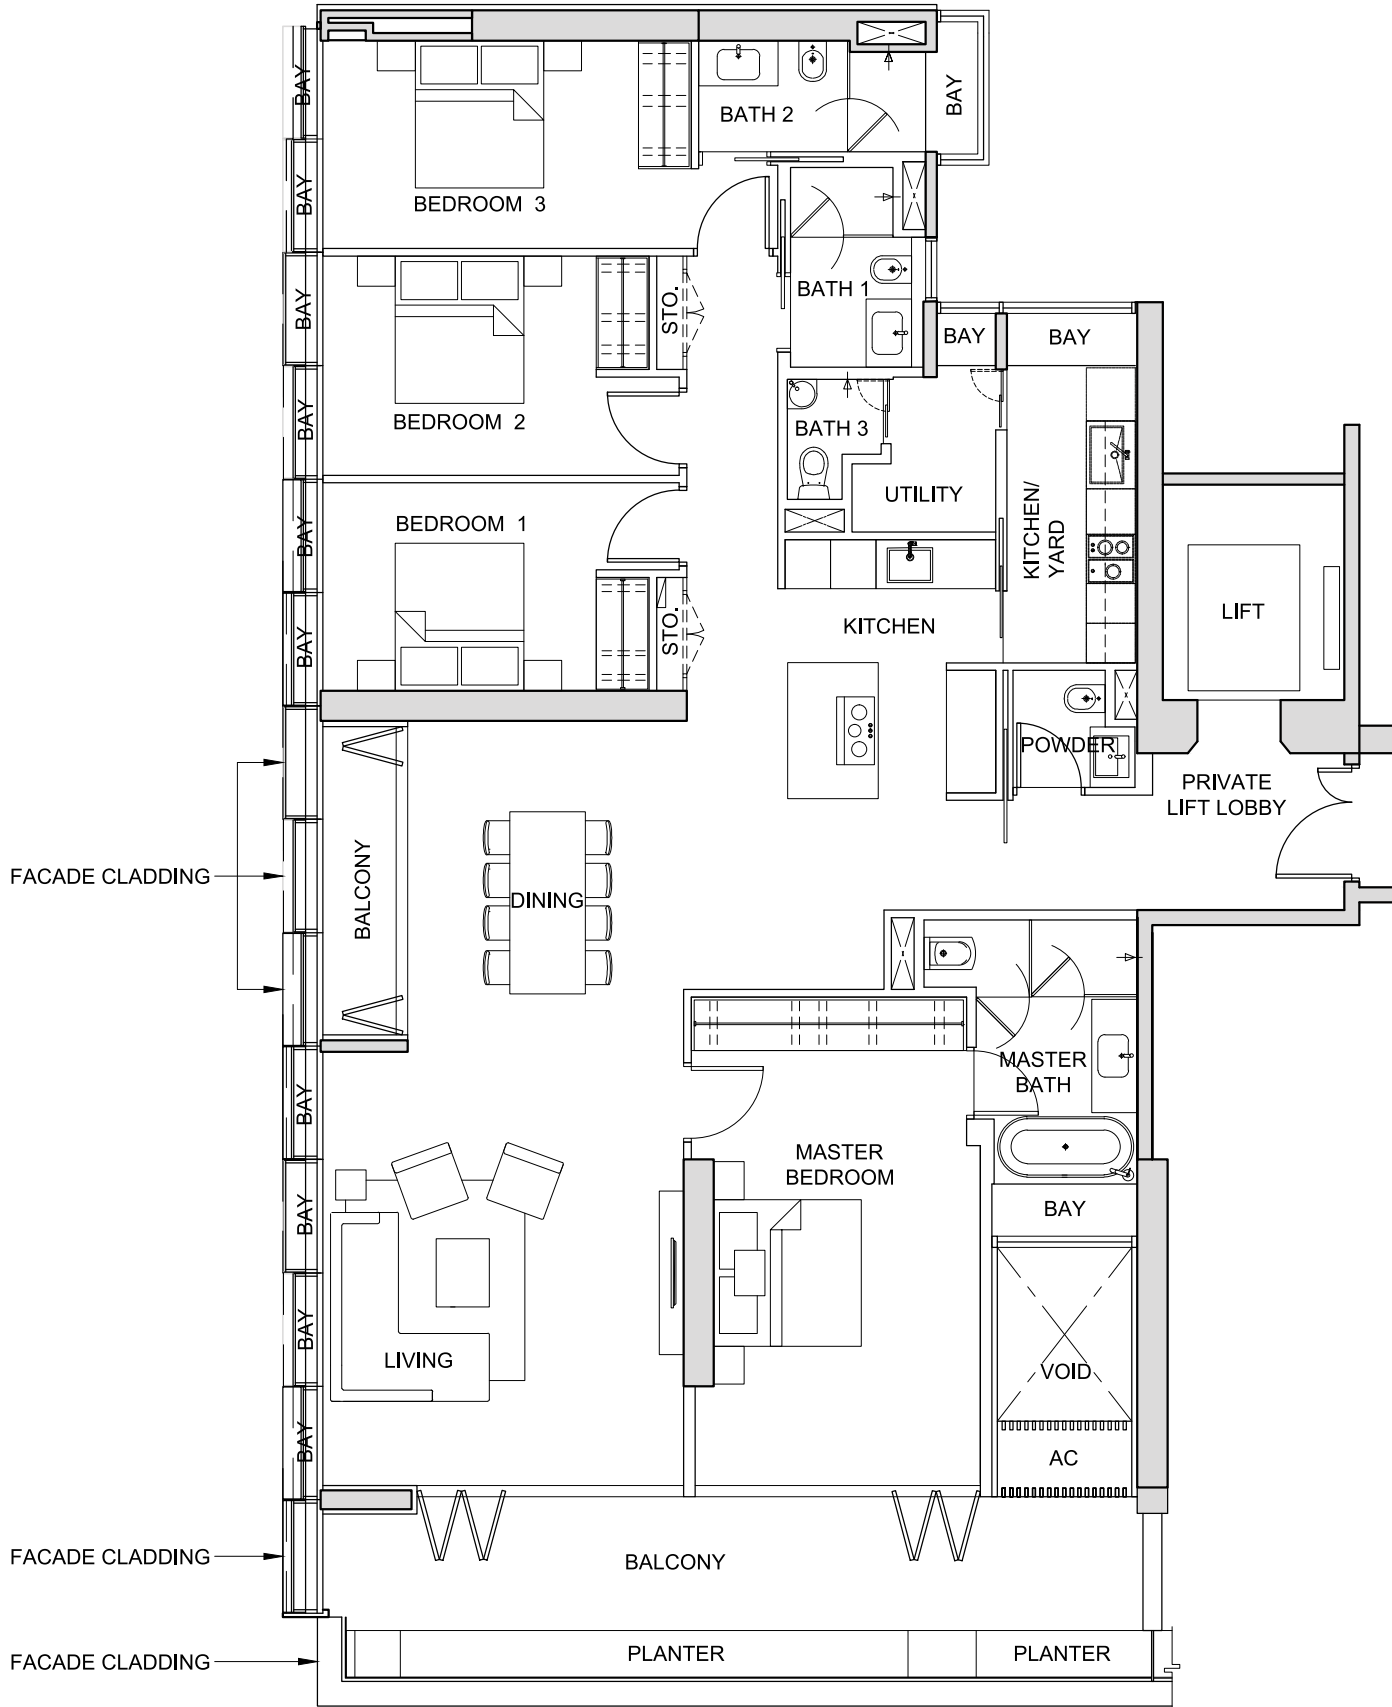 BAY
BATH 2
BAY
BAY
BEDROOM 3
BATH 1
BAY
STO.
BAY
BAY
BEDROOM 2
BATH 3
BAY
UTILITY
KITCHEN/
YARD
BEDROOM 1
BAY
LIFT
KITCHEN
STO.
BAY
POWDER
PRIVATE
LIFT LOBBY
FACADE CLADDING
BALCONY
DINING
MASTER
BATH
BAY
MASTER
BEDROOM
BAY
BAY
BAY
LIVING
VOID
BAY
AC
FACADE CLADDING
BALCONY
FACADE CLADDING
PLANTER
PLANTER